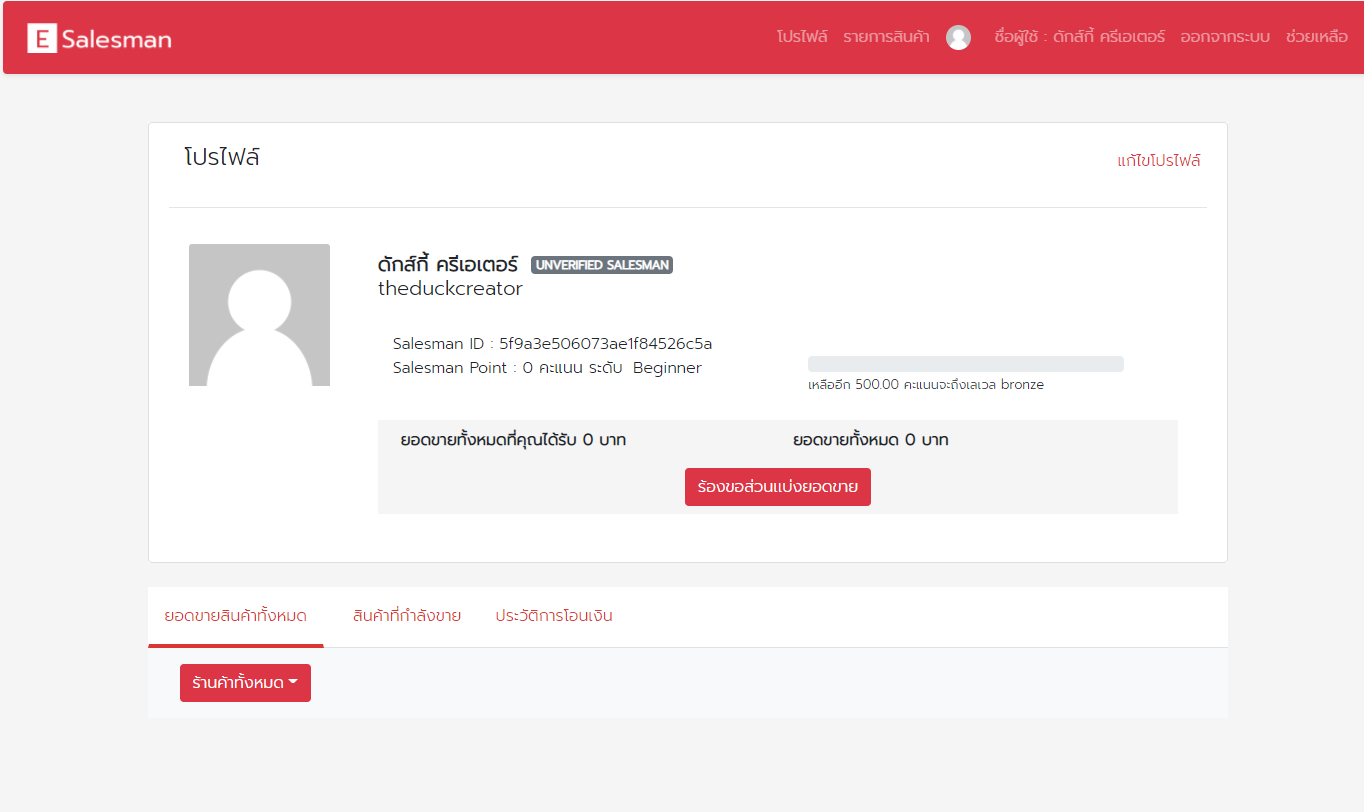 E Salesman
โปรไฟล์ รายการสินค้า ชื่อผู้ใช้ : ดักส์กี้ ครีเอเตอร์ ออกจากระบบ ช่วยเหลือ
โปรไฟล์
แก้ไขโปรไฟล์
ดักส์กี้ ครีเอเตอร์ UNVERIFIED SALESMAN
theduckcreator
Salesman ID : 5f9a3e506073ae1f84526c5a
Salesman Point : 0 คะแนน ระดับ Beginner
เหลืออีก 500.00 คะแนนจะถึงเลเวล bronze
ยอดขายทั้งหมดที่คุณได้รับ 0 บาท ยอดขายทั้งหมด 0 บาท
ร้องขอส่วนแบ่งยอดขาย
ยอดขายสินค้าทั้งหมด สินค้าที่กำลังขาย ประวัติการโอนเงิน
ร้านค้าทั้งหมด